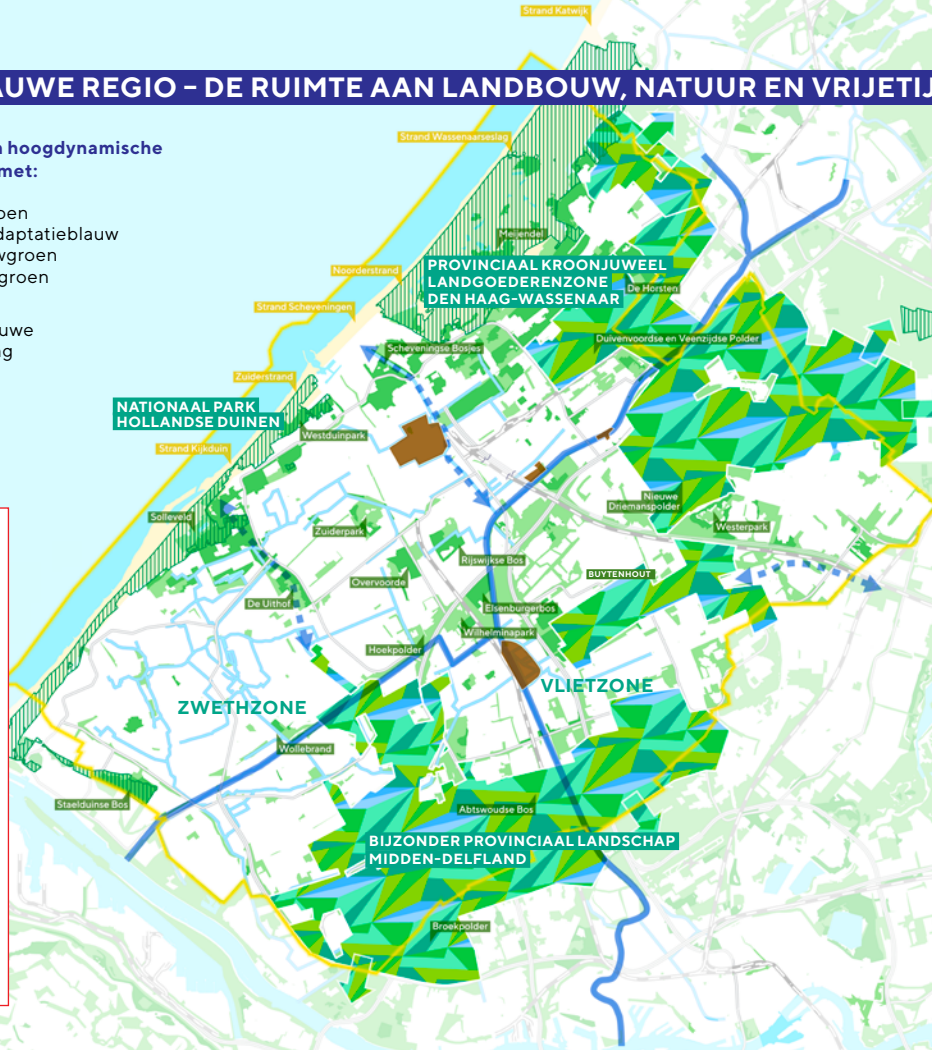 Strand Katwijk
AUWE REGIO – DE RUIMTE AAN LANDBOUW, NATUUR EN VRIJETIJ
Strand Wassenaarseslag
hoogdynamische
met:
daptatieblauw
wgroen
groen
Meijendel
PROVINCIAAL KROONJUWEEL
LANDGOEDERENZONE
DEN HAAG-WASSENAAR
Noorderstrand
De Horsten
Strand Scheveningen
Duivenvoordse en Veenzijdse Polder
Scheveningse Bosjes
Zuiderstrand
NATIONAAL PARK
HOLLANDSE DUINEN
Westduinpark
Strand Kijkduin
Nieuwe
Driemanspolder
Solleveld
Westerpark
Zuiderpark
Rijswijkse Bos
BUYTENHOUT
Overvoorde
De Uithof
Elsenburgerbos
Wilhelminapark
Hoekpolder
VLIETZONE
ZWETHZONE
Wollebrand
Staelduinse Bos
Abtswoudse Bos
BIJZONDER PROVINCIAAL LANDSCHAP
MIDDEN-DELFLAND
Broekpolder